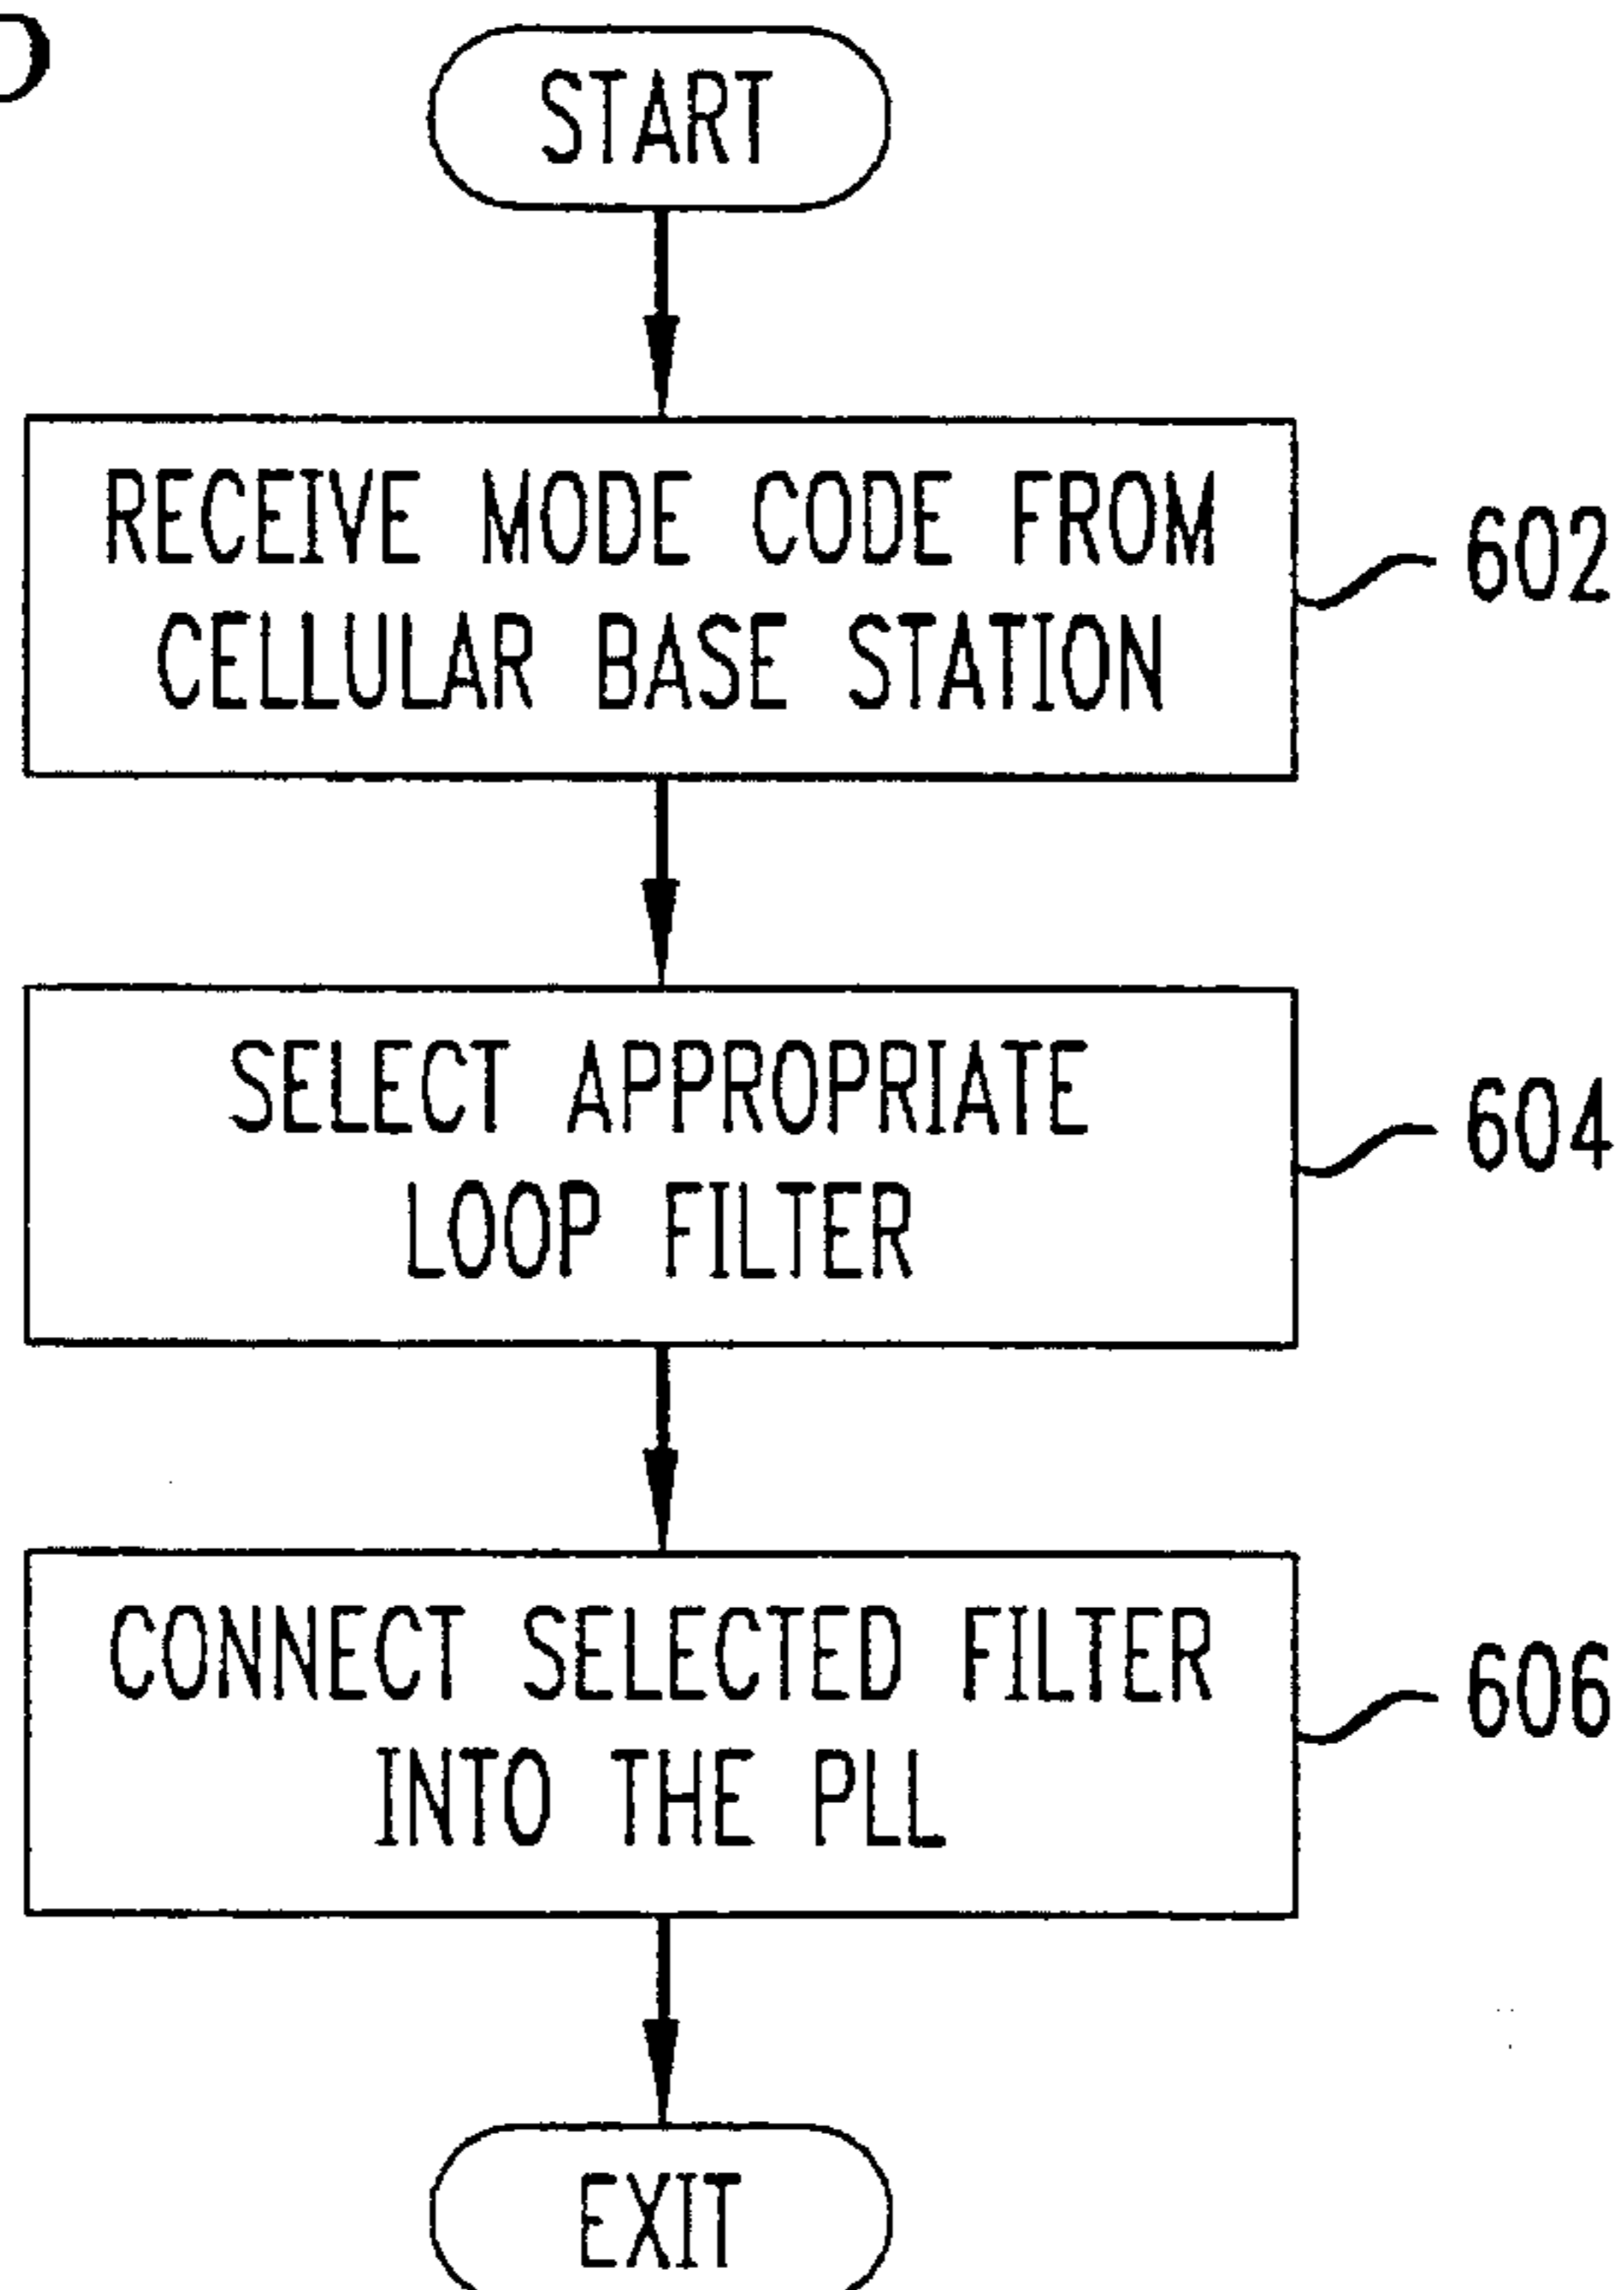 START
RECEIVE MODE CODE FROM
CELLULAR BASE STATION
602
SELECT APPROPRIATE
LOOP FILTER
604
CONNECT SELECTED FILTER
INTO THE PLL
606
EXIT